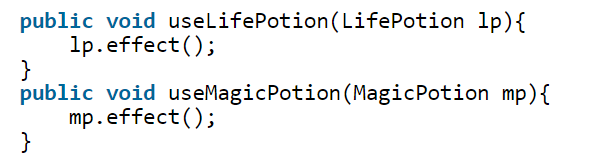 public void useLifePotion(LifePotion lp){
    lp.effect();
}
public void useMagicPotion(MagicPotion mp){
    mp.effect();
}